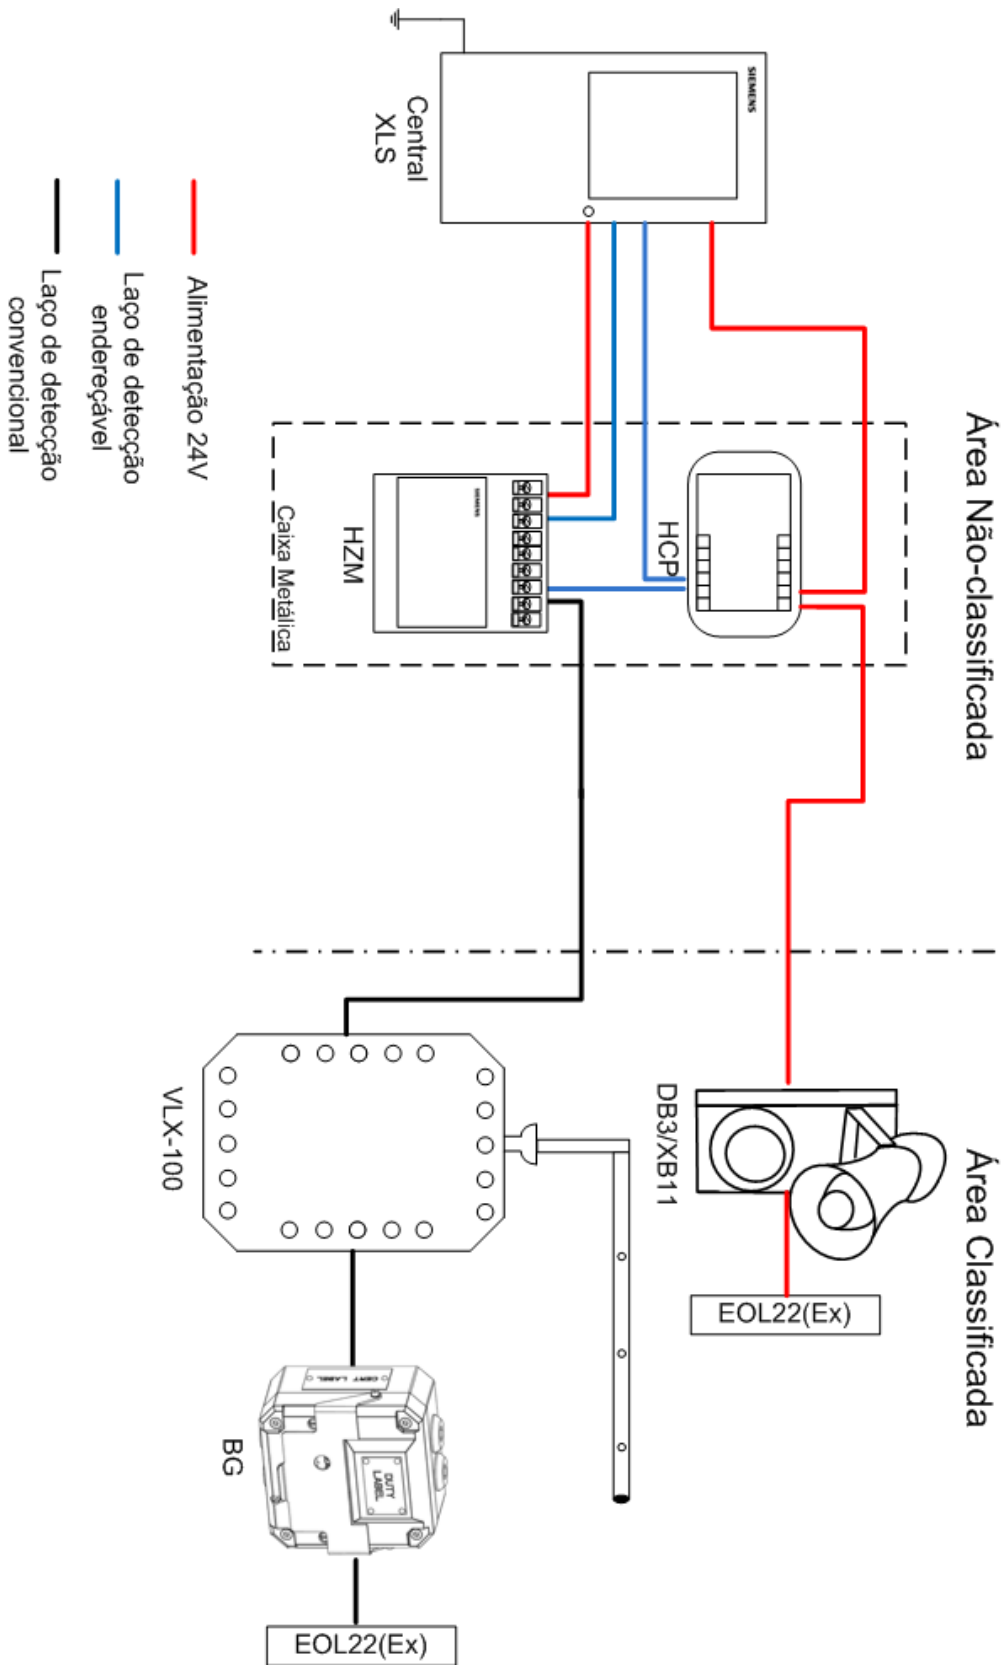 Área Não-classificada
Área Classificada
SIEMENS
Central
XLS
HCP
SIEMENS
HZM
Caixa Metálica
DB3/XB11
EOL22(Ex)
VLX-100
CERT LABEL
DUTY
LABEL
BG
EOL22(Ex)
Alimentação 24V
Laço de detecção
endereçável
Laço de detecção
convencional